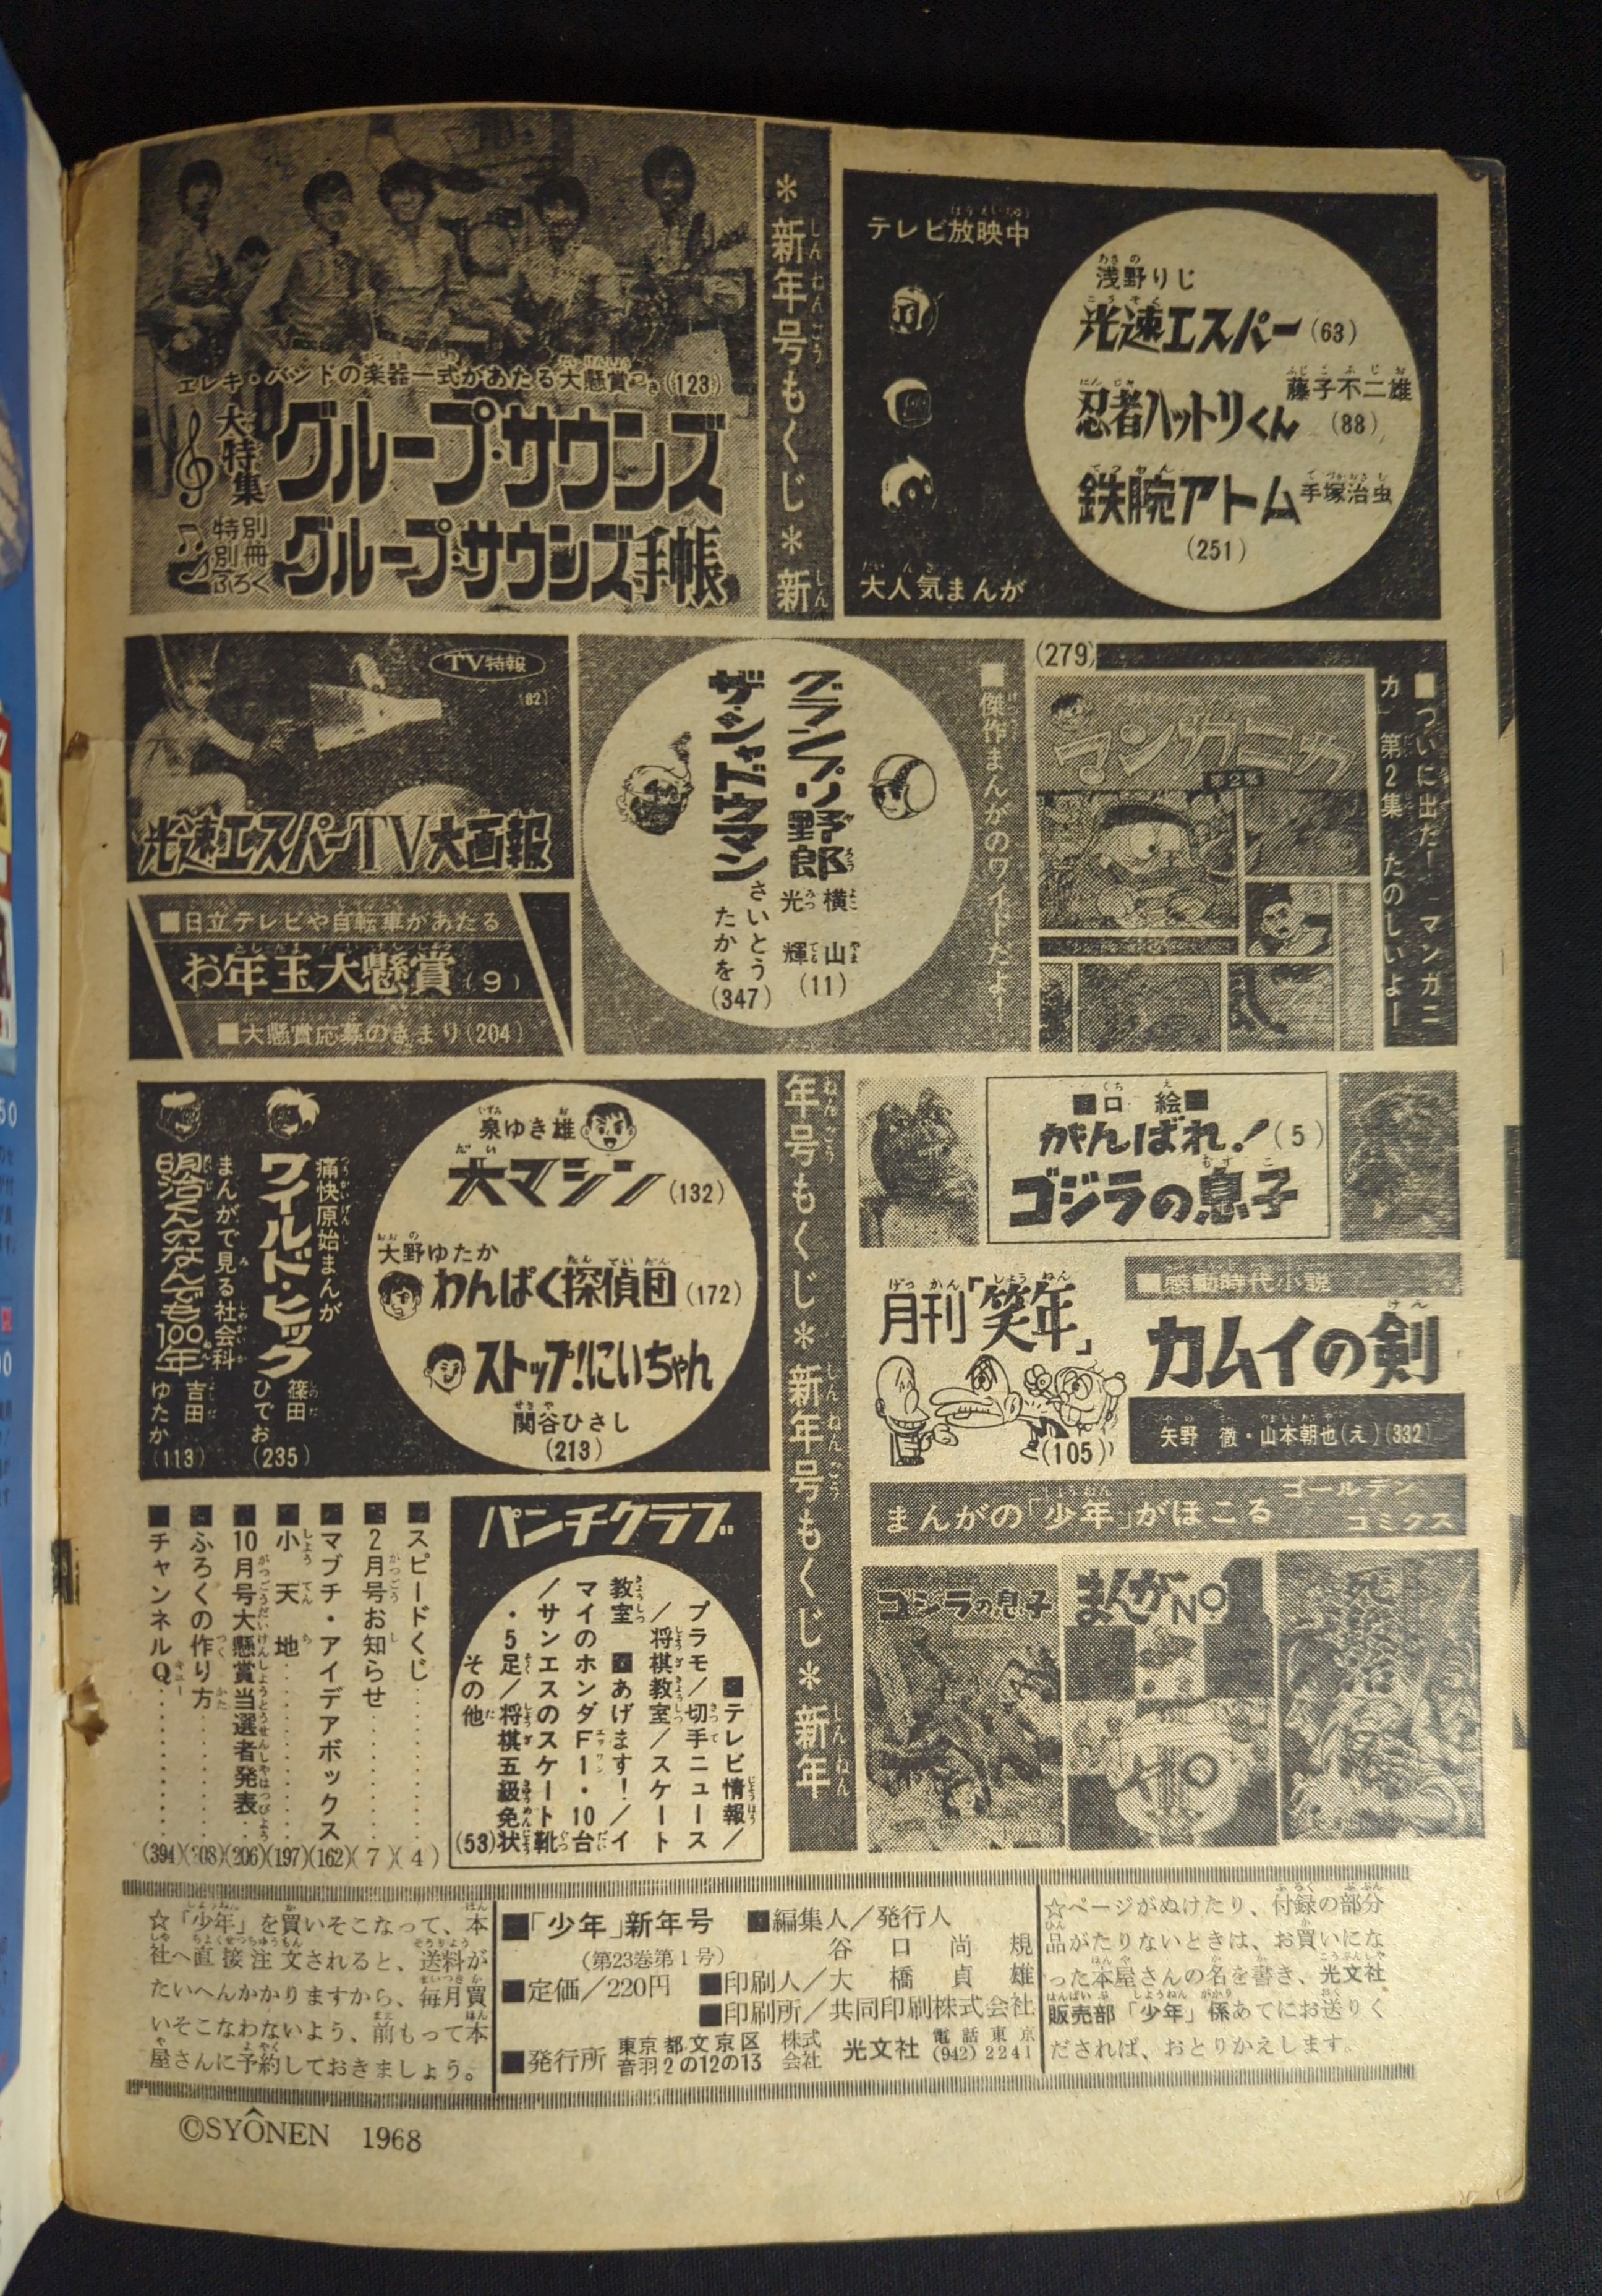 *新年号もくじ*新
テレビ放映中
浅野りじ
光速エスパー(63)
藤子不二雄
忍者ハットリくん(88)
鉄腕アトム 手塚治虫
(251)
大人気まんが
エレキ・バンドの楽器一式があたる大懸賞つき(123)
大特集
グループ・サウンズ
特別別冊ふろく
グループ・サウンズ手帳
■ついに出た!マンガニ
カ 第2集 たのしいよー
(279)
マンガニカ
第2集
■傑作まんがのワイドだよ!
グランプリ野郎
横山光輝
(11)
ザ・シャドウマン
さいとうたかを
(347)
TV特報
(82)
光速エスパーTV大画報
■日立テレビや自転車があたる
お年玉大懸賞(9)
■大懸賞応募のきまり(204)
年号もくじ*新年号もくじ*新年
■口絵■
がんばれ!(5)
ゴジラの息子
■感動時代小説
カムイの剣
矢野 徹・山本朝也(え)(332)
月刊「笑年」
(105)
まんがの「少年」がほこる
ゴールデン
コミクス
ゴジラの息子
まんがNO
泉ゆき雄
大マシン(132)
大野ゆたか
わんぱく探偵団(172)
ストップ!にいちゃん
関谷ひさし
(213)
痛快原始まんが
ワイルド・ヒック
篠田ひでお
(235)
まんがで見る社会科
明治くんのなんでも100年
吉田ゆたか
(113)
パンチクラブ
■テレビ情報/
プラモ/切手ニュース
/将棋教室/スケート
教室 ■あげます!/イ
マイのホンダF1・10台
/サンエスのスケート靴
・5足/将棋五級免状
その他
(53)
■スピードくじ(4)
■2月号お知らせ(7)
■マブチ・アイデアボックス(162)
■小天地(197)
■10月号大懸賞当選者発表(206)
■ふろくの作り方
■チャンネルQ(394)
☆ページがぬけたり、付録の部分
品がたりないときは、お買いにな
った本屋さんの名を書き、光文社
販売部「少年」係あてにお送りく
だされば、おとりかえします。
■「少年」新年号
■編集人/発行人
谷口尚規
(第23巻第1号)
■定価/220円
■印刷人/大橋貞雄
■印刷所/共同印刷株式会社
■発行所 東京都文京区音羽2の12の13 株式会社 光文社 電話東京(942)2241
☆「少年」を買いそこなって、本
社へ直接注文されると、送料が
たいへんかかりますから、毎月買
いそこなわないよう、前もって本
屋さんに予約しておきましょう。
©SYÔNEN 1968